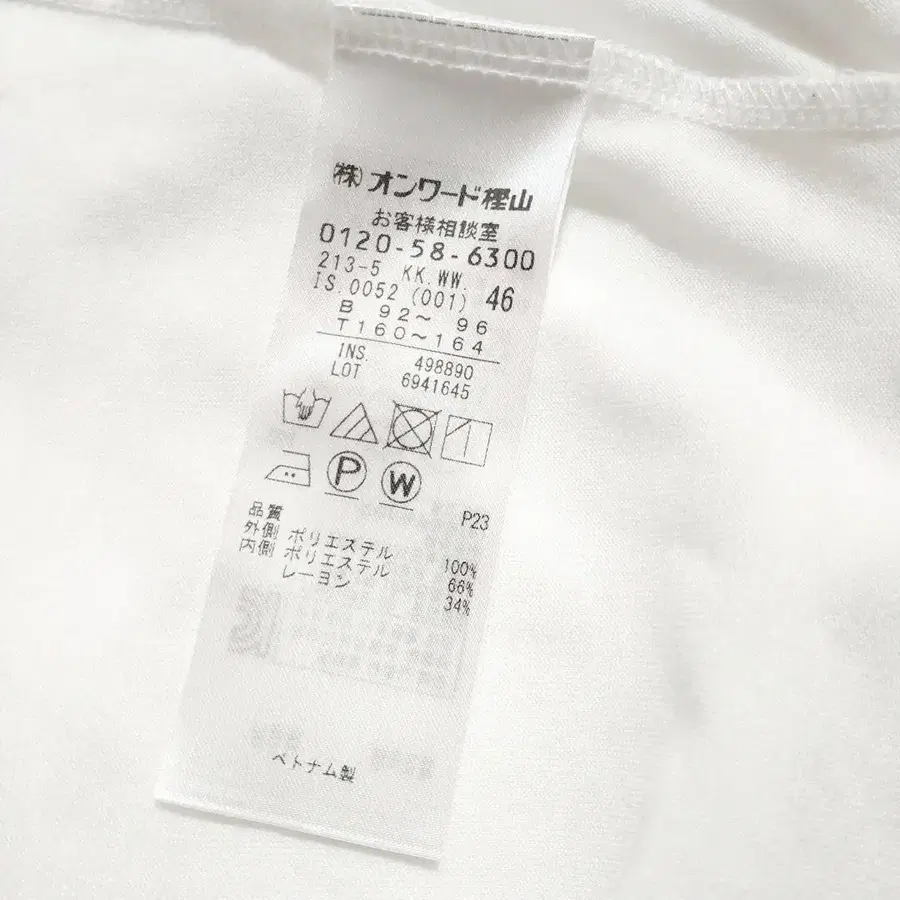 ㈱オンワード樫山
お客様相談室
0120-58-6300
213-5 KK.WW.
IS.0052 (001) 46
B 92～ 96
T160～164
INS. 498890
LOT 6941645
P W
P23
品質
外側 ポリエステル 100%
内側 ポリエステル 66%
レーヨン 34%
ベトナム製